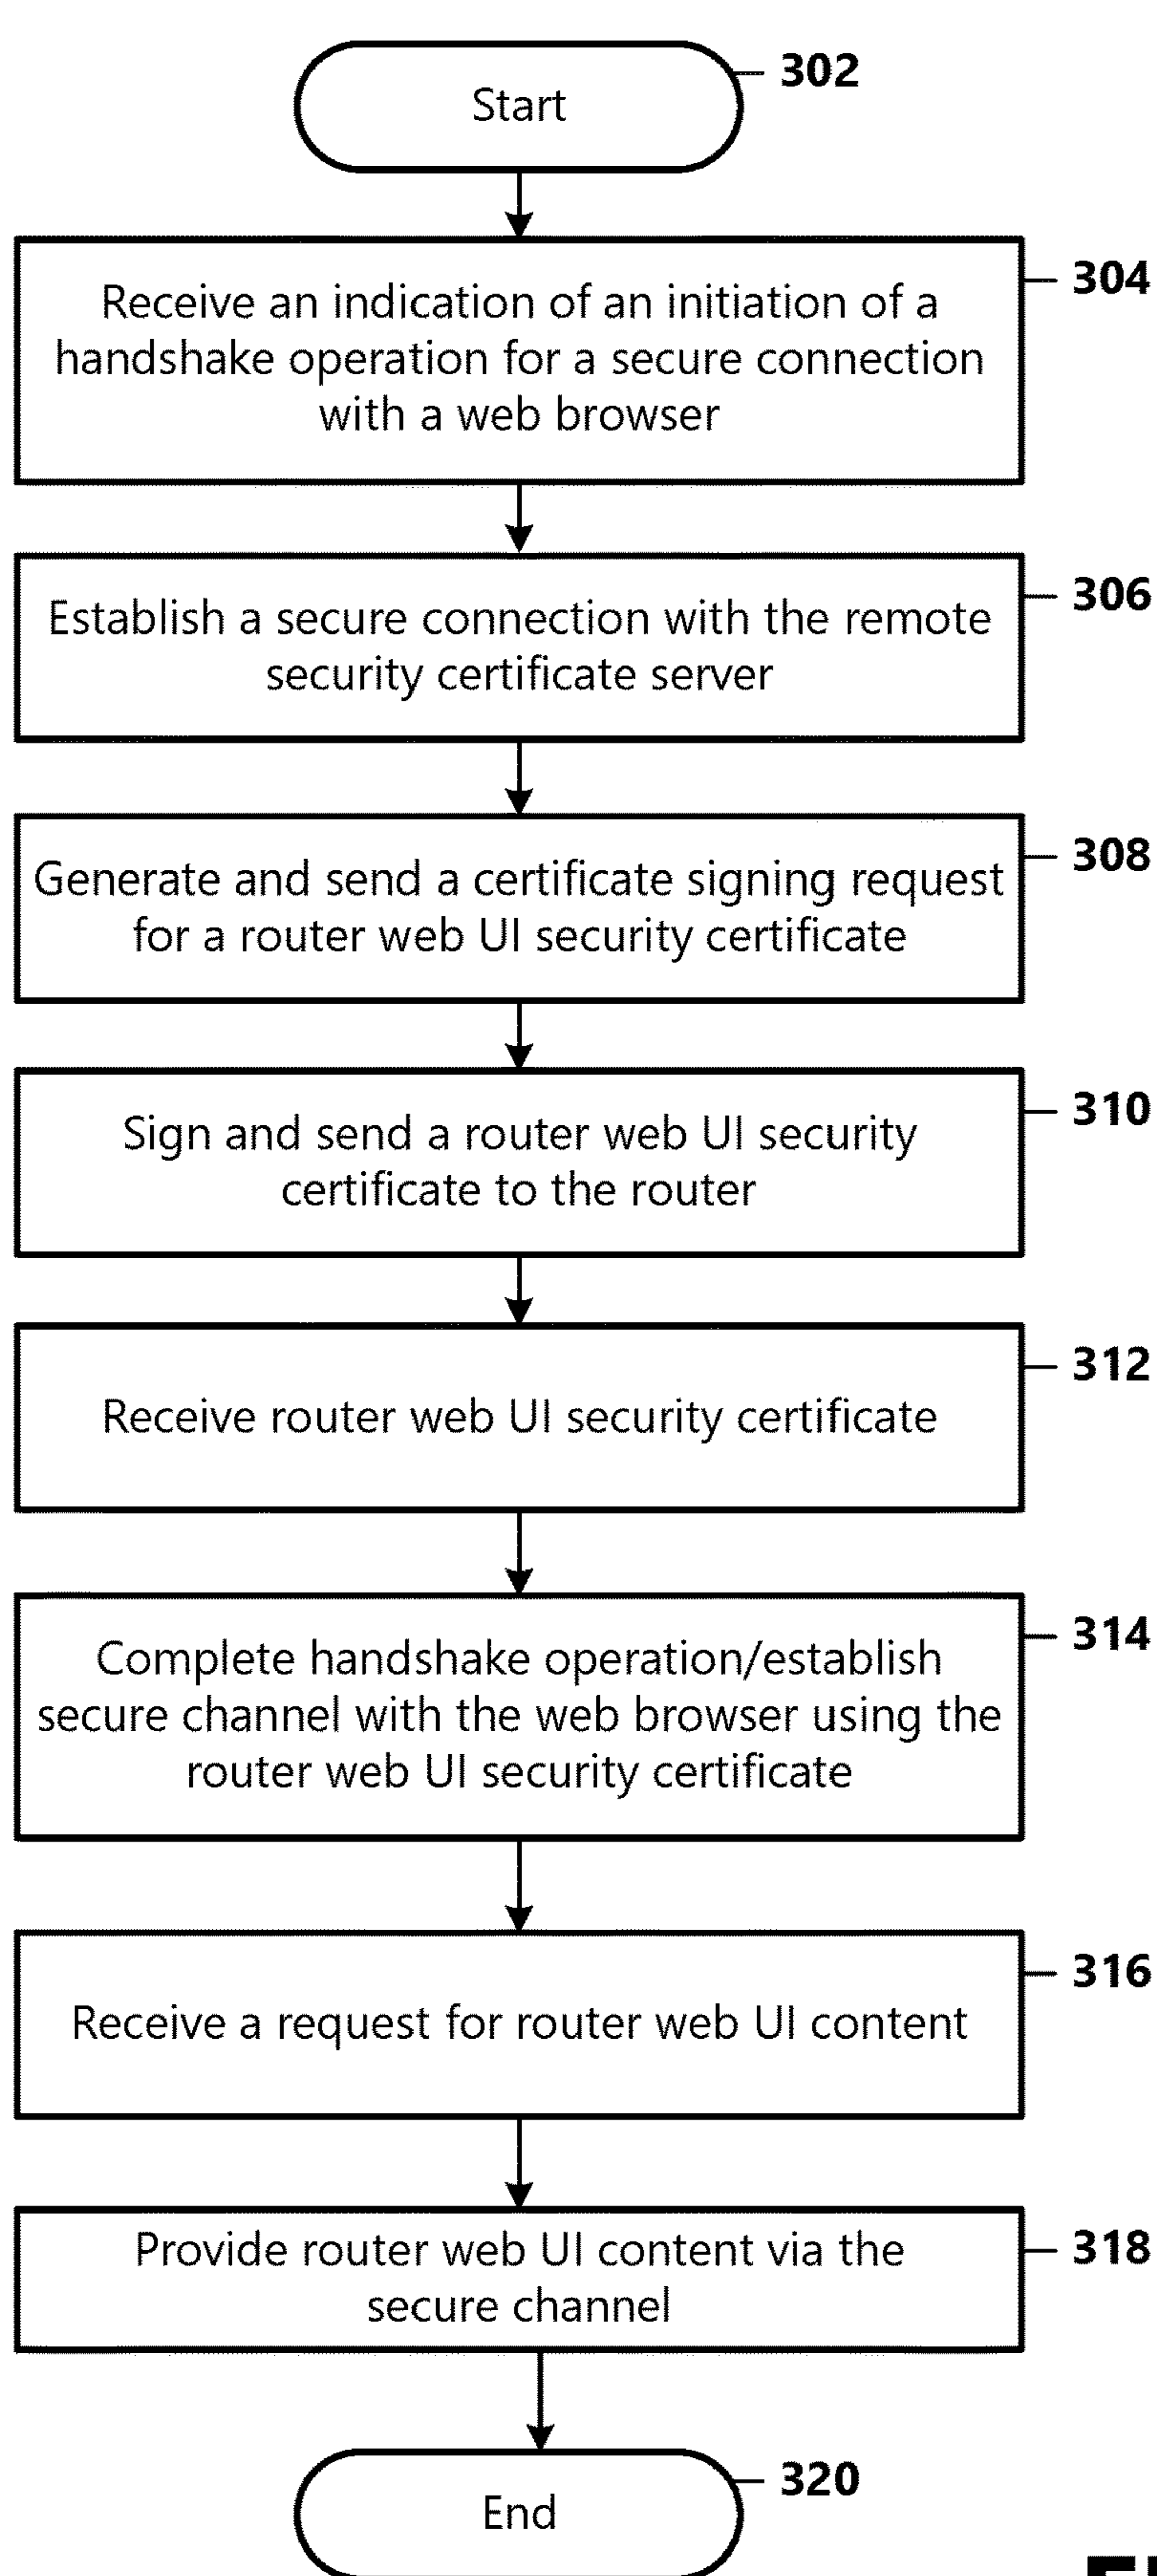 Start
302
Receive an indication of an initiation of a
handshake operation for a secure connection
with a web browser
304
Establish a secure connection with the remote
security certificate server
306
Generate and send a certificate signing request
for a router web UI security certificate
308
Sign and send a router web UI security
certificate to the router
310
Receive router web UI security certificate
312
Complete handshake operation/establish
secure channel with the web browser using the
router web UI security certificate
314
Receive a request for router web UI content
316
Provide router web UI content via the
secure channel
318
End
320